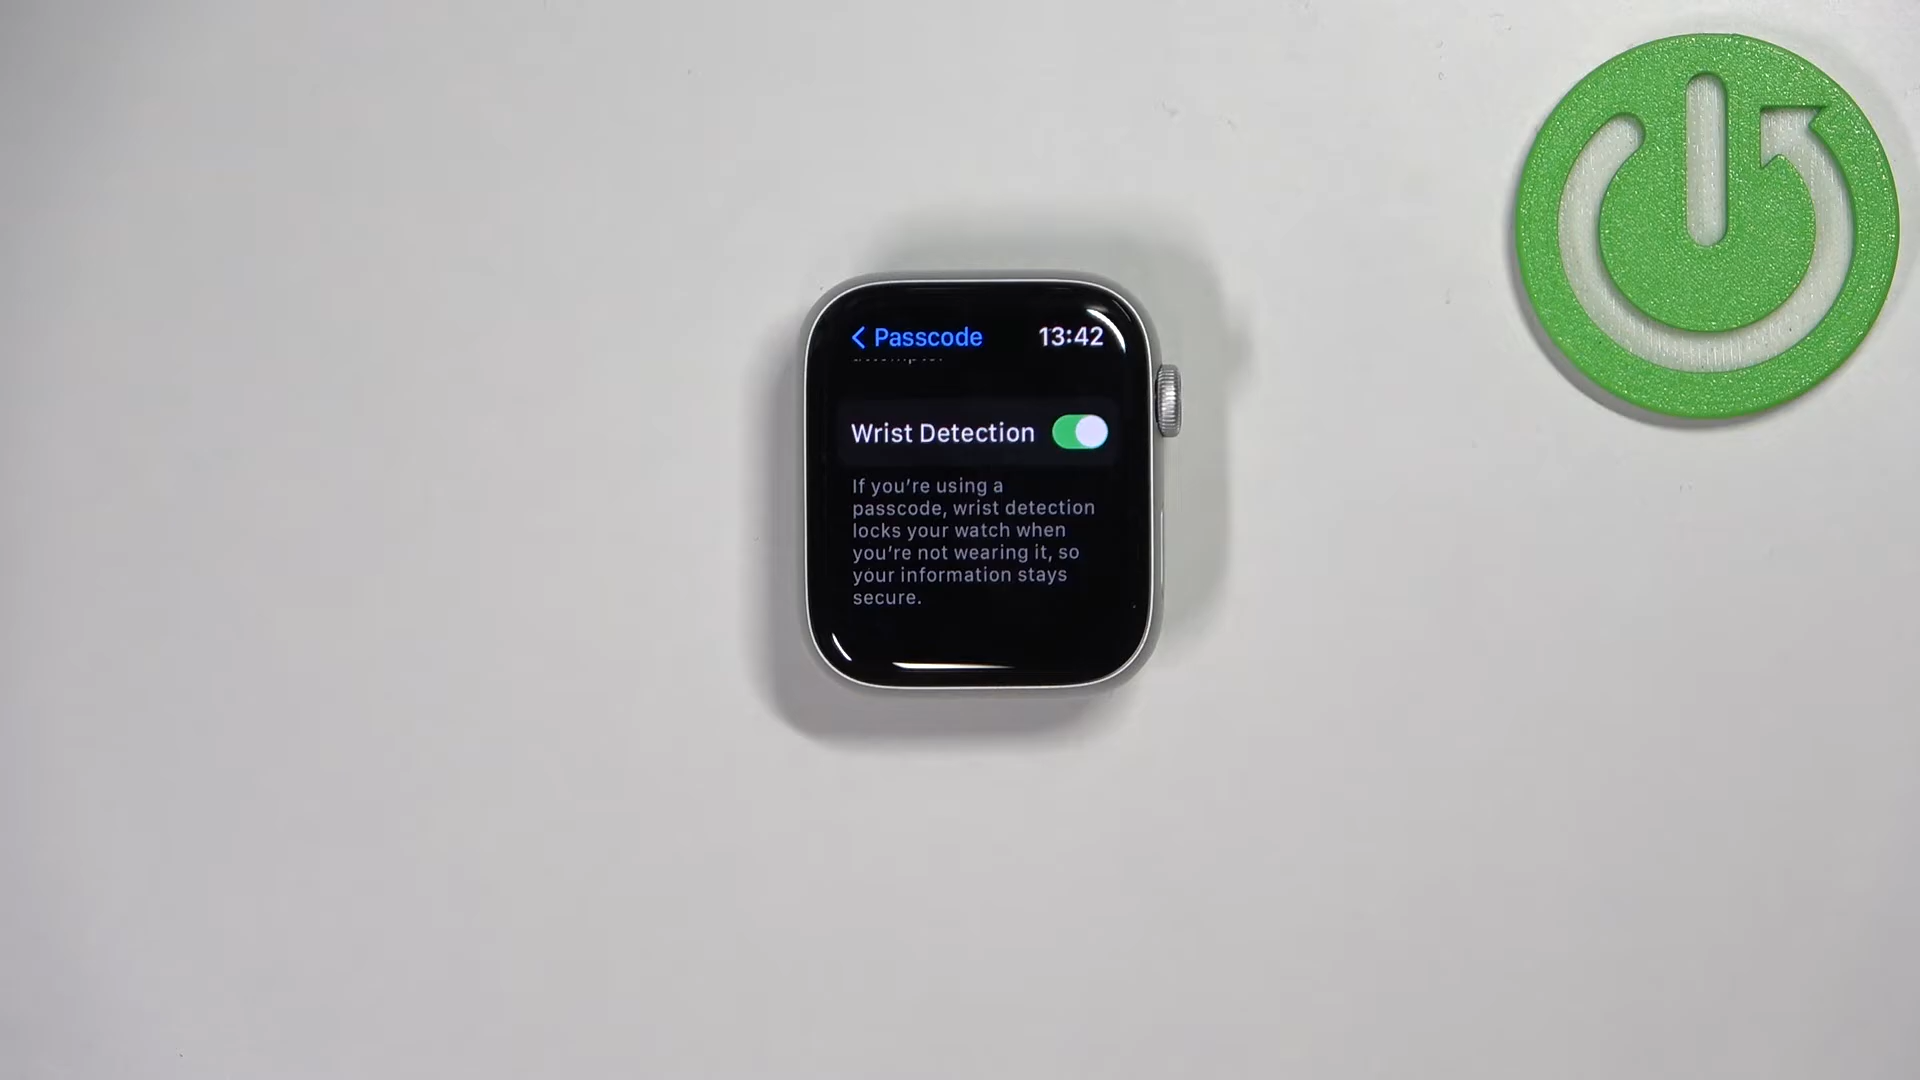 Passcode
13:42
Wrist Detection
If you're using a
passcode, wrist detection
locks your watch when
you're not wearing it, so
your information stays
secure.